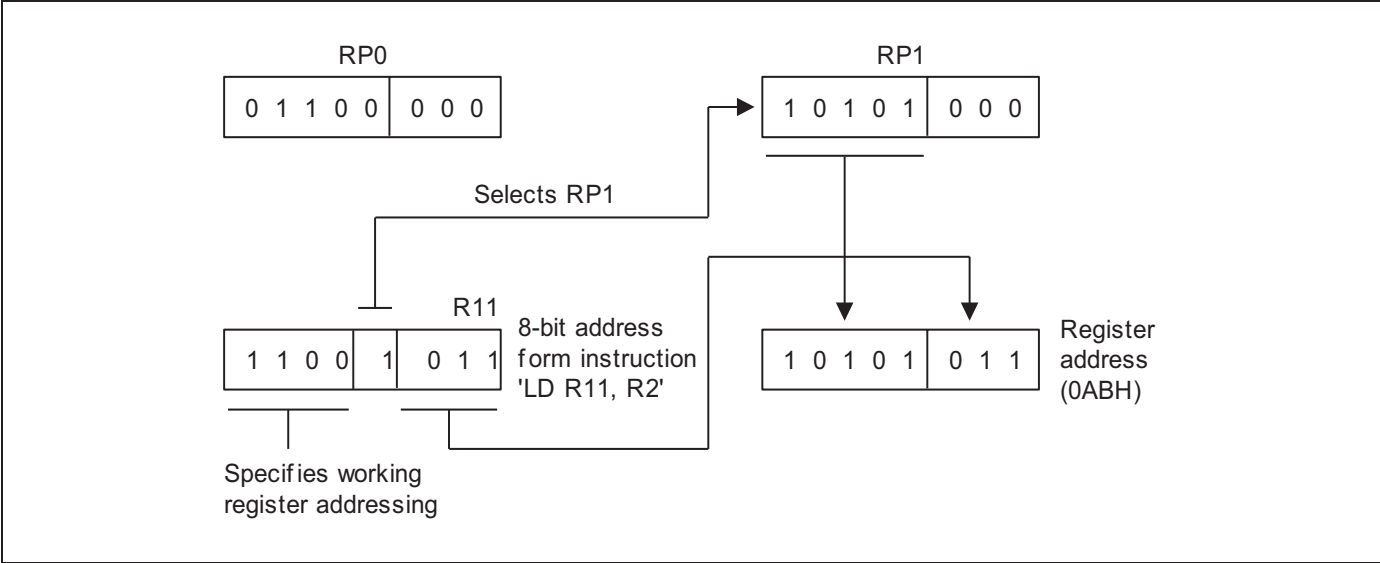 RP0
RP1
0 1 1 0 0 0 0 0
1 0 1 0 1 0 0 0
Selects RP1
R11
1 1 0 0 1 0 1 1
8-bit address
form instruction
'LD R11, R2'
1 0 1 0 1 0 1 1
Register
address
(0ABH)
Specifies working
register addressing